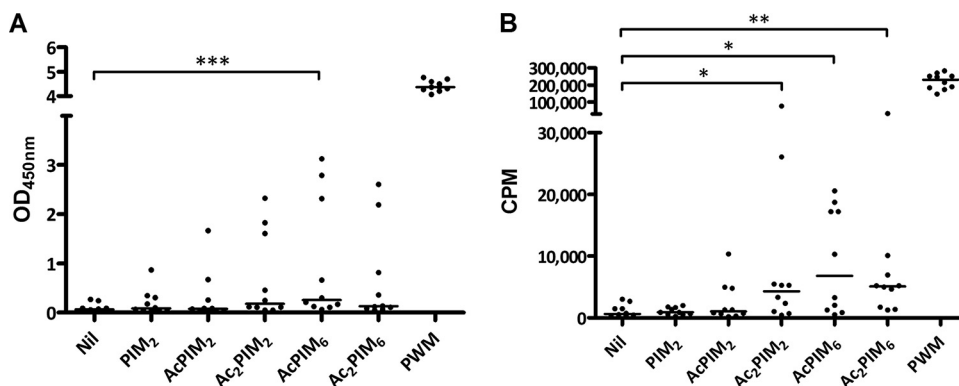 A
OD450nm
6
5
4
3
2
1
0
***
Nil
PIM2
AcPIM2
Ac2PIM2
AcPIM6
Ac2PIM6
PWM
B
CPM
300,000
200,000
100,000
30,000
20,000
10,000
0
**
*
*
Nil
PIM2
AcPIM2
Ac2PIM2
AcPIM6
Ac2PIM6
PWM